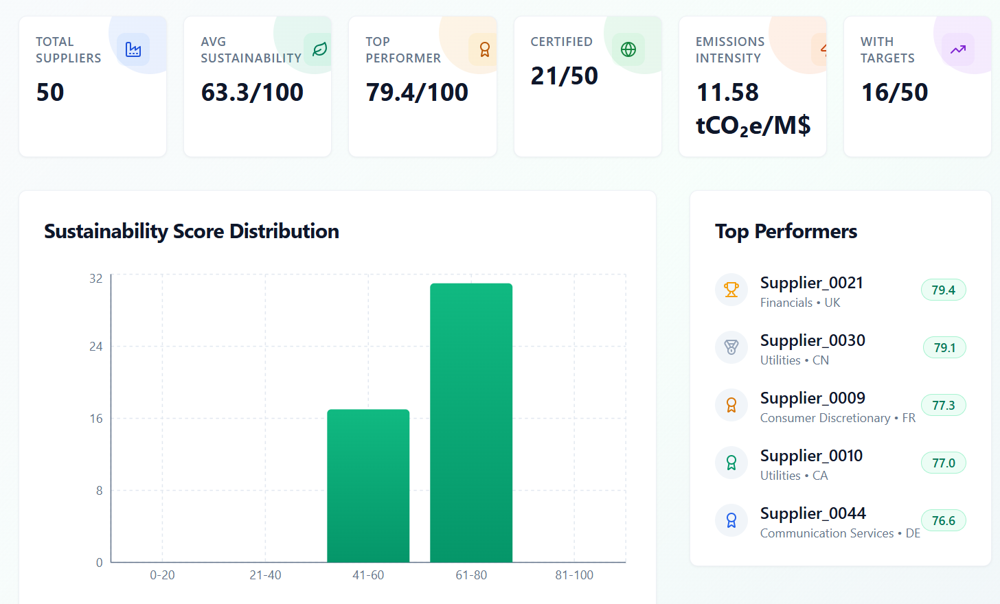 TOTAL
SUPPLIERS
50
AVG
SUSTAINABILITY
63.3/100
TOP
PERFORMER
79.4/100
CERTIFIED
21/50
EMISSIONS
INTENSITY
11.58
tCO₂e/M$
WITH
TARGETS
16/50
Sustainability Score Distribution
32
24
16
8
0
0-20
21-40
41-60
61-80
81-100
Top Performers
Supplier_0021
Financials • UK
79.4
Supplier_0030
Utilities • CN
79.1
Supplier_0009
Consumer Discretionary • FR
77.3
Supplier_0010
Utilities • CA
77.0
Supplier_0044
Communication Services • DE
76.6